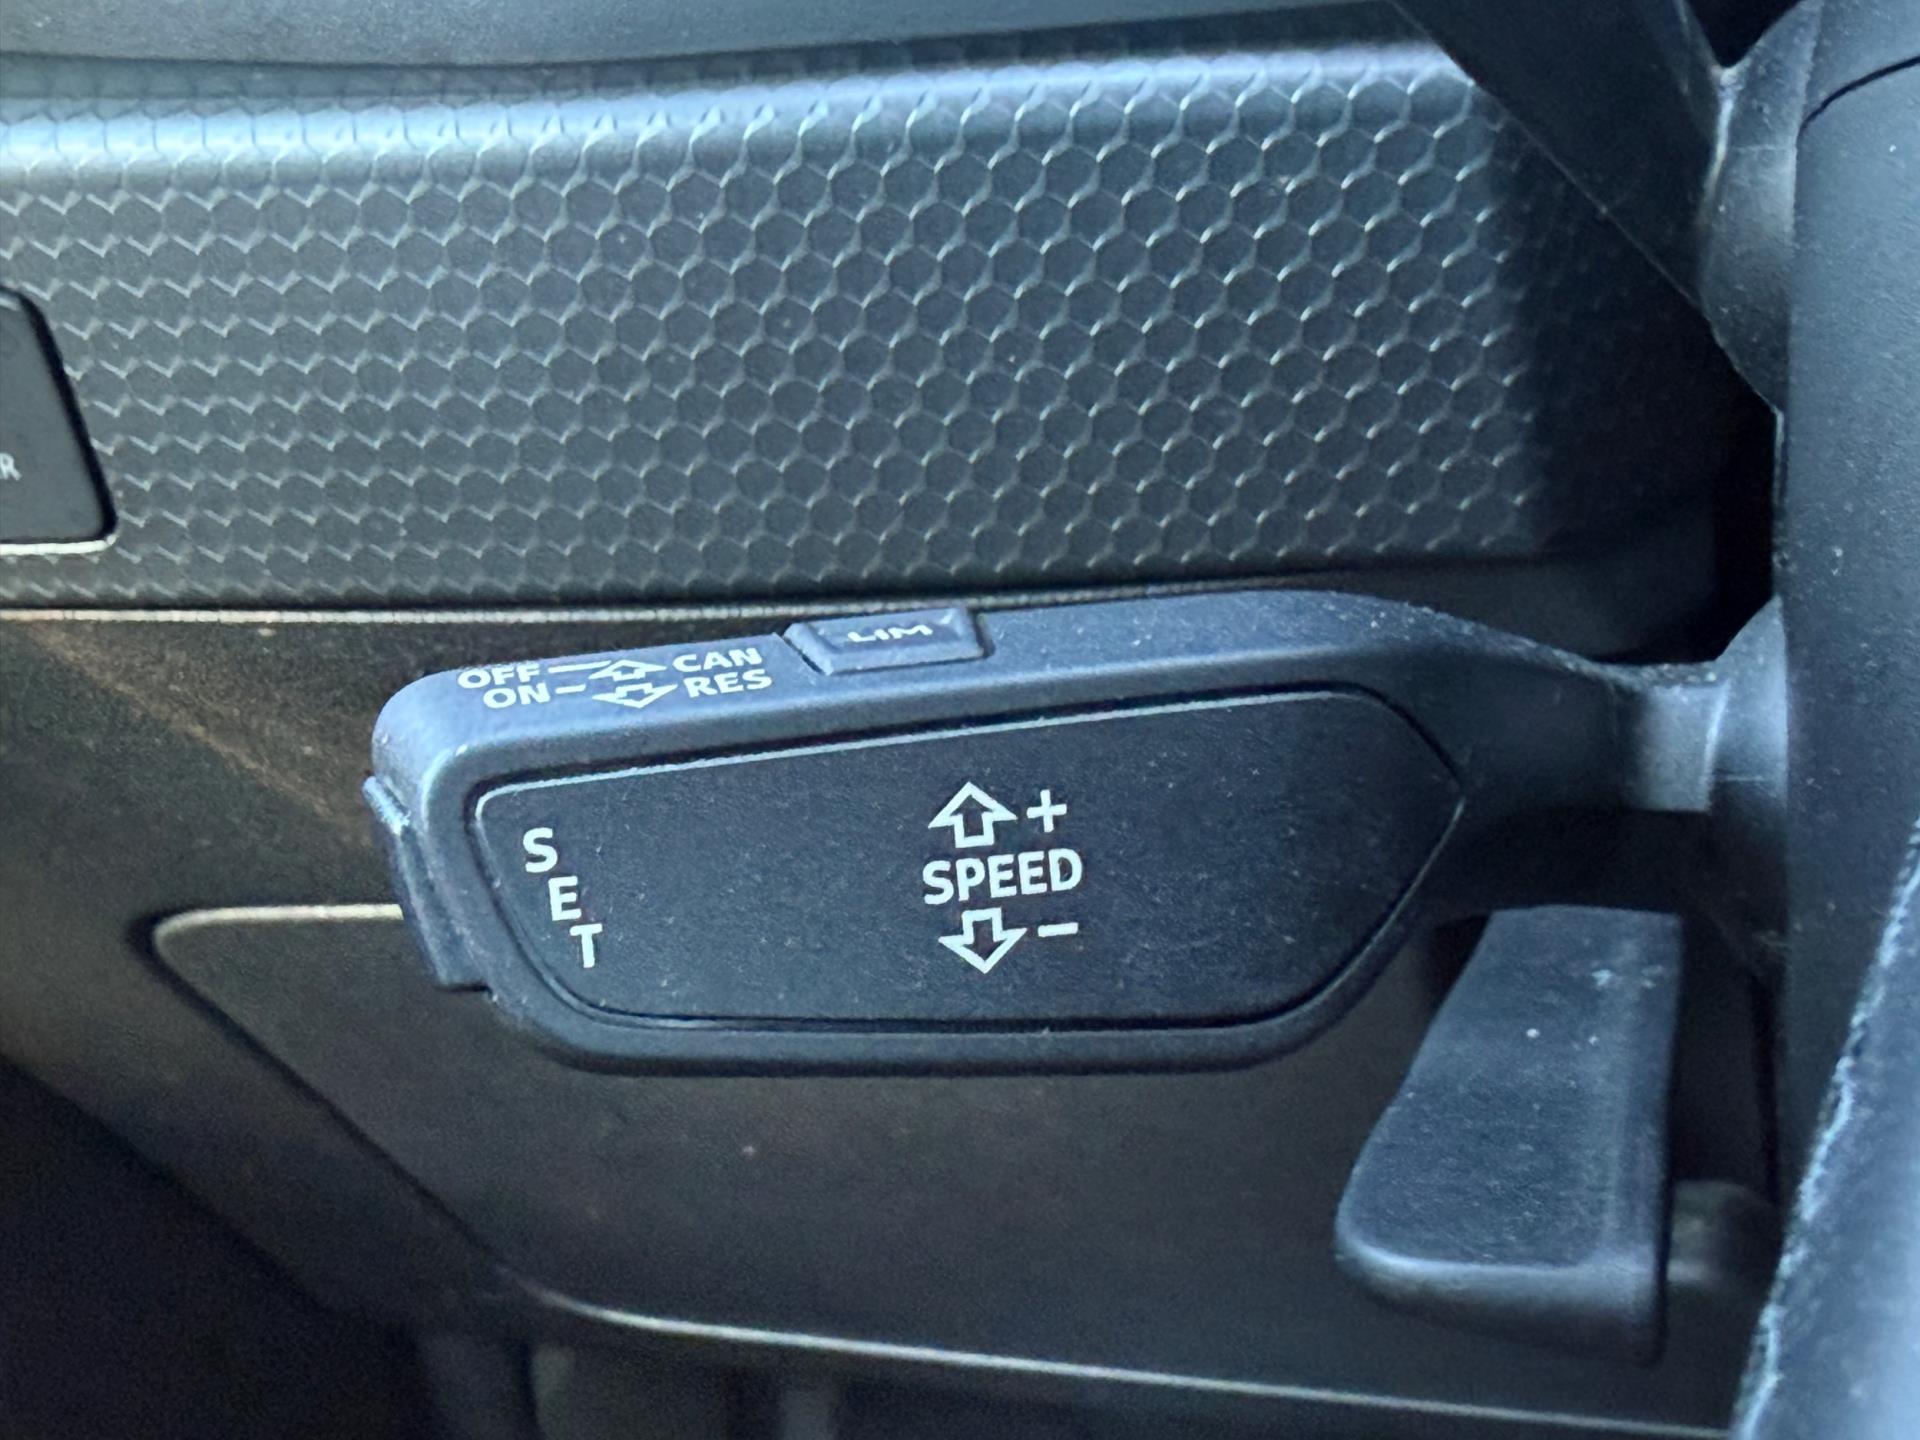 R
LIM
OFF CAN
ON RES
SET
+
SPEED
-